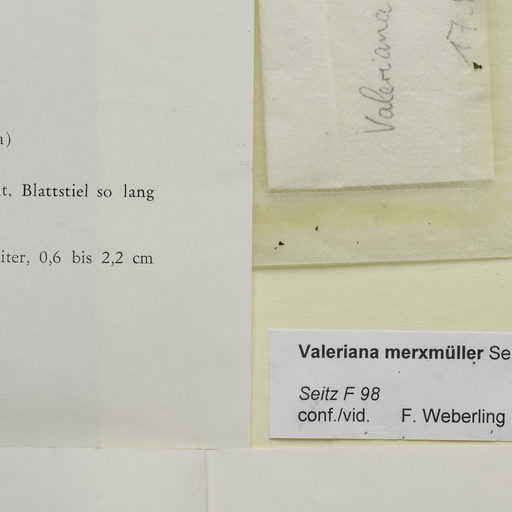 a)
t. Blattstiel so lang
iter, 0,6 bis 2,2 cm
Valeriana
17.
Valeriana merxmüller Se
Seitz F 98
conf./vid. F. Weberling